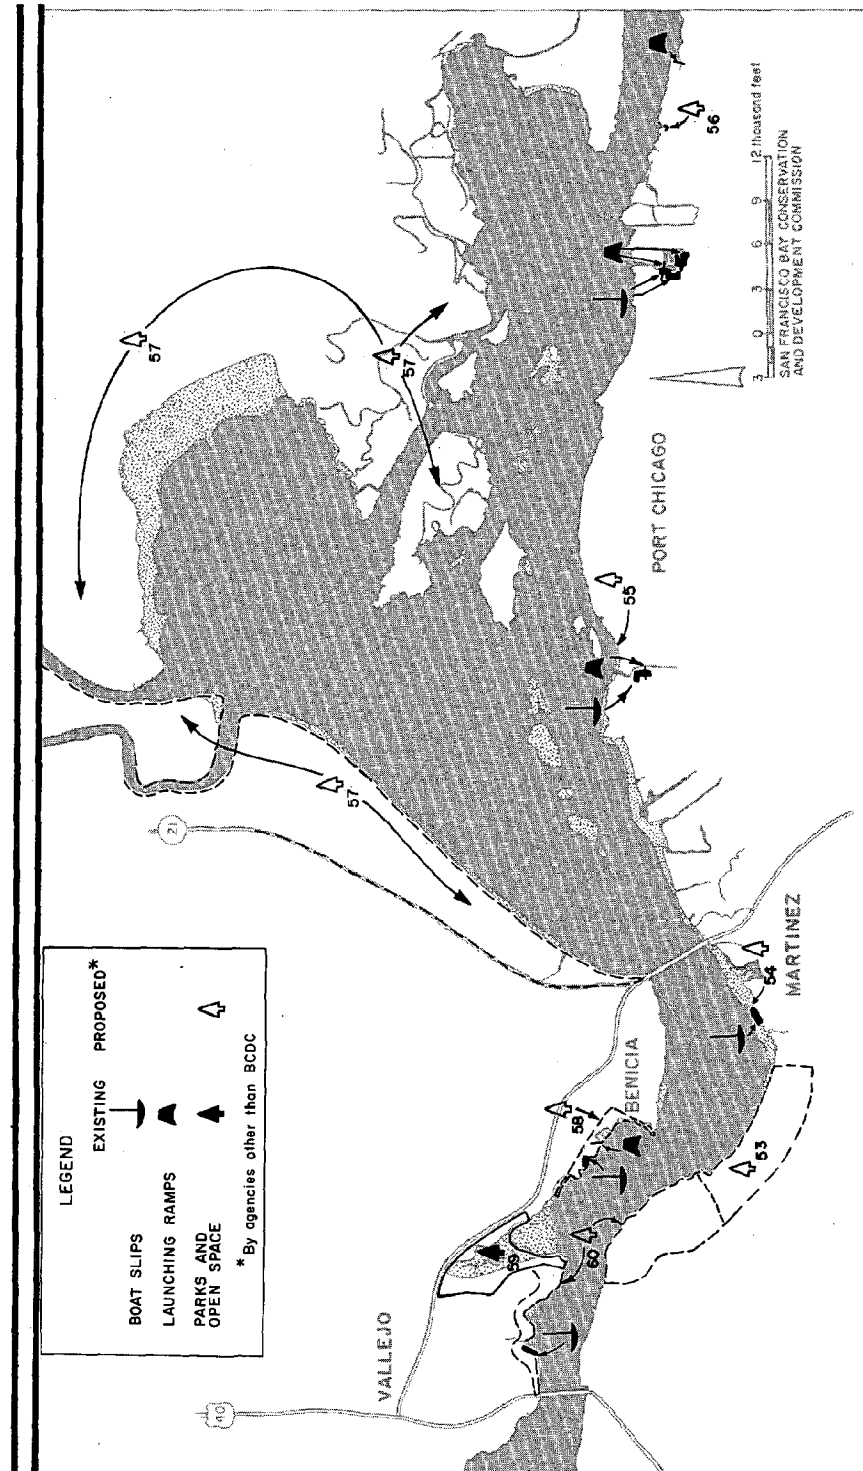 LEGEND
EXISTING PROPOSED*
BOAT SLIPS
LAUNCHING RAMPS
PARKS AND
OPEN SPACE
* By agencies other than BCDC
21
40
VALLEJO
BENICIA
MARTINEZ
PORT CHICAGO
53
54
55
56
57
57
57
58
59
60
3 0 3 6 9 12 thousand feet
SAN FRANCISCO BAY CONSERVATION
AND DEVELOPMENT COMMISSION